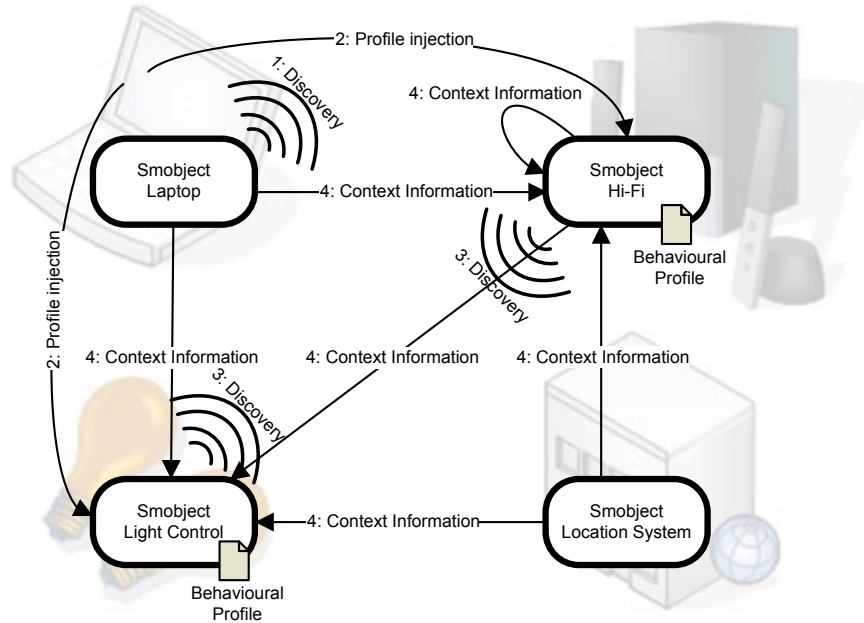 2: Profile injection
1: Discovery
4: Context Information
Smobject
Laptop
4: Context Information
Smobject
Hi-Fi
Behavioural
Profile
3: Discovery
2: Profile injection
4: Context Information
4: Context Information
4: Context Information
3: Discovery
Smobject
Light Control
4: Context Information
Smobject
Location System
Behavioural
Profile